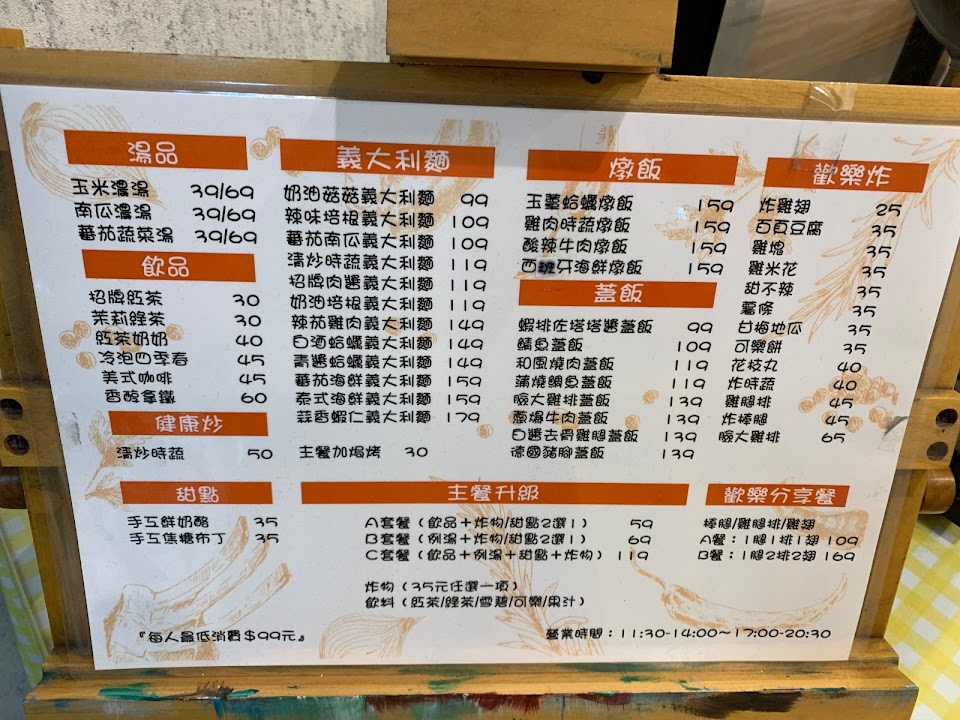 湯品
玉米濃湯 39/69
南瓜濃湯 39/69
蕃茄蔬菜湯 39/69
飲品
招牌紅茶 30
茉莉綠茶 30
紅茶奶奶 40
冷泡四季春 45
美式咖啡 45
香醇拿鐵 60
健康炒
清炒時蔬 50
甜點
手互鮮奶酪 35
手互焦糖布丁 35
義大利麵
奶油菇菇義大利麵 99
辣味培根義大利麵 109
蕃茄南瓜義大利麵 109
清炒時蔬義大利麵 119
招牌肉醬義大利麵 119
奶油培根義大利麵 119
辣茄雞肉義大利麵 149
白酒蛤蠣義大利麵 149
青醬蛤蠣義大利麵 149
蕃茄海鮮義大利麵 159
泰式海鮮義大利麵 159
蒜香蝦仁義大利麵 179
主餐加焗烤 30
燉飯
玉薑蛤蠣燉飯 159
雞肉時蔬燉飯 159
酸辣牛肉燉飯 159
西班牙海鮮燉飯 159
蓋飯
蝦排佐塔塔醬蓋飯 99
鯖魚蓋飯 109
和風燒肉蓋飯 119
蒲燒鯛魚蓋飯 119
臉大雞排蓋飯 139
蔥爆牛肉蓋飯 139
白醬去骨雞腿蓋飯 139
德國豬腳蓋飯 139
歡樂炸
炸雞翅 25
百頁豆腐 35
雞塊 35
雞米花 35
甜不辣 35
薯條 35
甘梅地瓜 35
可樂餅 35
花枝丸 40
炸時蔬 40
雞腿排 45
炸棒腿 45
臉大雞排 65
主餐升級
A套餐（飲品＋炸物/甜點2選1） 59
B套餐（例湯＋炸物/甜點2選1） 69
C套餐（飲品＋例湯＋甜點＋炸物） 119
炸物（35元任選一項）
飲料（紅茶/綠茶/雪碧/可樂/果汁）
歡樂分享餐
棒腿/雞腿排/雞翅
A餐：1腿1排1翅 109
B餐：1腿2排2翅 169
『每人最低消費$99元』
營業時間：11:30-14:00～17:00-20:30